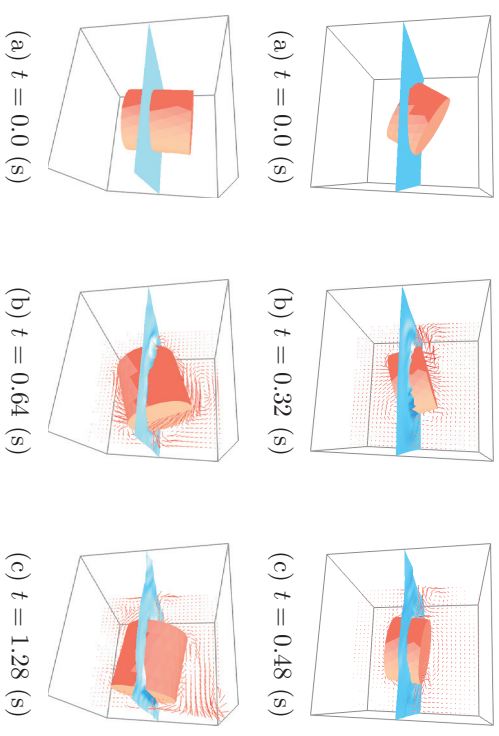 (a) t = 0.0 (s)
(b) t = 0.32 (s)
(c) t = 0.48 (s)
(a) t = 0.0 (s)
(b) t = 0.64 (s)
(c) t = 1.28 (s)